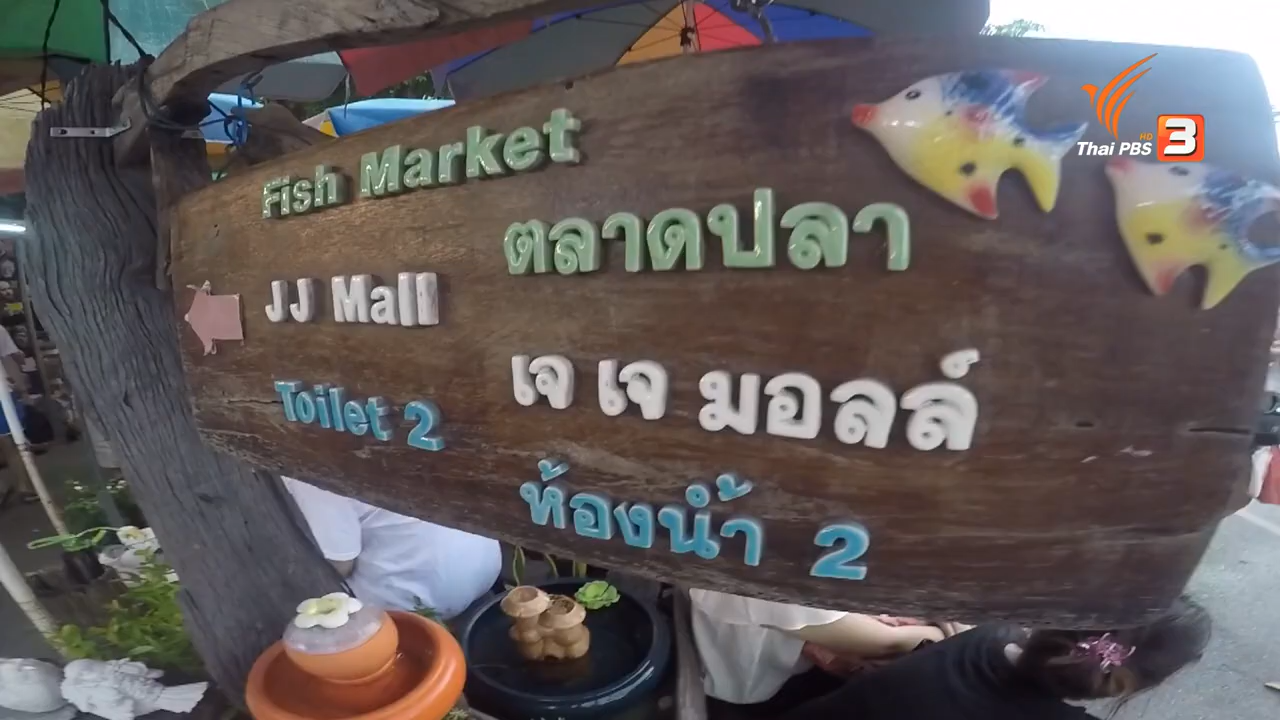 Fish Market
ตลาดปลา
JJ Mall
เจ เจ มอลล์
Toilet 2
ห้องน้ำ 2
Thai PBS HD 3